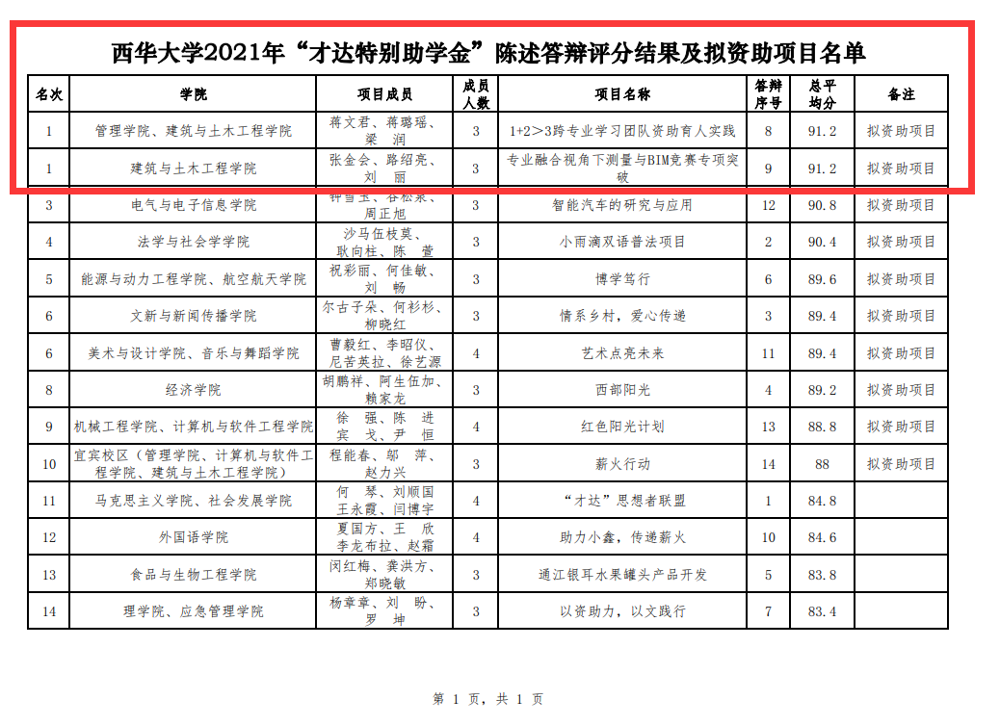 西华大学2021年“才达特别助学金”陈述答辩评分结果及拟资助项目名单
名次 学院 项目成员 成员人数 项目名称 答辩序号 总平均分 备注
1 管理学院、建筑与土木工程学院 蒋文君、蒋璐瑶、梁 润 3 1+2＞3跨专业学习团队资助育人实践 8 91.2 拟资助项目
1 建筑与土木工程学院 张金会、路绍亮、刘 丽 3 专业融合视角下测量与BIM竞赛专项突破 9 91.2 拟资助项目
3 电气与电子信息学院 钟雪玉、谷松泉、周正旭 3 智能汽车的研究与应用 12 90.8 拟资助项目
4 法学与社会学学院 沙马伍枝莫、耿向柱、陈 萱 3 小雨滴双语普法项目 2 90.4 拟资助项目
5 能源与动力工程学院、航空航天学院 祝彩丽、何佳敏、刘 畅 3 博学笃行 6 89.6 拟资助项目
6 文新与新闻传播学院 尔古子朵、何衫杉、柳晓红 3 情系乡村，爱心传递 3 89.4 拟资助项目
6 美术与设计学院、音乐与舞蹈学院 曹毅红、李昭仪、尼苦英拉、徐艺源 4 艺术点亮未来 11 89.4 拟资助项目
8 经济学院 胡鹏祥、阿生伍加、赖家龙 3 西部阳光 4 89.2 拟资助项目
9 机械工程学院、计算机与软件工程学院 徐 强、陈 进 宾 戈、尹 恒 4 红色阳光计划 13 88.8 拟资助项目
10 宜宾校区（管理学院、计算机与软件工程学院、建筑与土木工程学院） 程能春、邬 萍、赵力兴 3 薪火行动 14 88 拟资助项目
11 马克思主义学院、社会发展学院 何 琴、刘顺国 王永霞、闫博宇 4 “才达”思想者联盟 1 84.8
12 外国语学院 夏国方、王 欣 李龙布拉、赵霜 4 助力小鑫，传递薪火 10 84.6
13 食品与生物工程学院 闵红梅、龚洪方、郑晓敏 3 通江银耳水果罐头产品开发 5 83.8
14 理学院、应急管理学院 杨章章、刘 盼、罗 坤 3 以资助力，以文践行 7 83.4
第 1 页，共 1 页